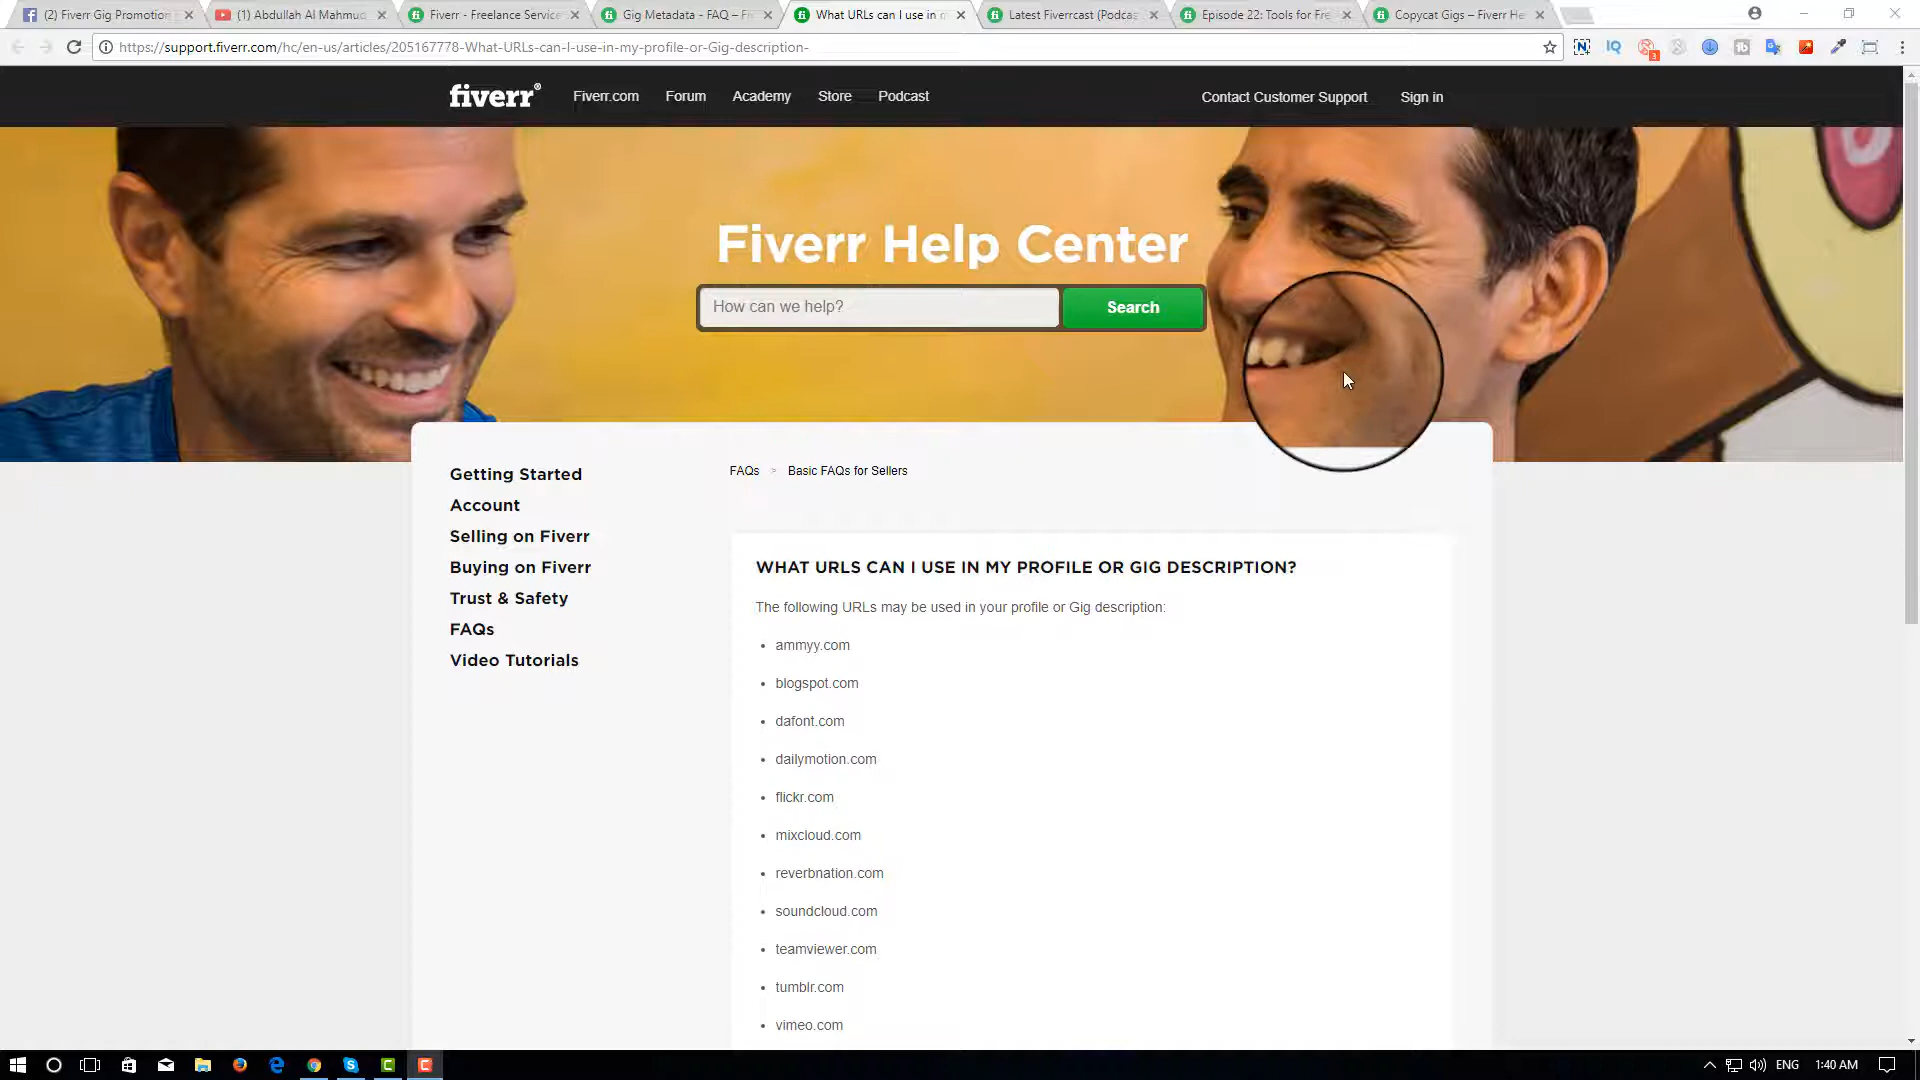 (2) Fiverr Gig Promotion
(1) Abdullah Al Mahmud
Fiverr - Freelance Service
Gig Metadata - FAQ – Fi
What URLs can I use in m
Latest Fiverrcast (Podcas
Episode 22: Tools for Fre
Copycat Gigs – Fiverr He
https://support.fiverr.com/hc/en-us/articles/205167778-What-URLs-can-I-use-in-my-profile-or-Gig-description-
fiverr®
Fiverr.com
Forum
Academy
Store
Podcast
Contact Customer Support
Sign in
Fiverr Help Center
How can we help?
Search
Getting Started
Account
Selling on Fiverr
Buying on Fiverr
Trust & Safety
FAQs
Video Tutorials
FAQs > Basic FAQs for Sellers
WHAT URLS CAN I USE IN MY PROFILE OR GIG DESCRIPTION?
The following URLs may be used in your profile or Gig description:
• ammyy.com
• blogspot.com
• dafont.com
• dailymotion.com
• flickr.com
• mixcloud.com
• reverbnation.com
• soundcloud.com
• teamviewer.com
• tumblr.com
• vimeo.com
ENG
1:40 AM